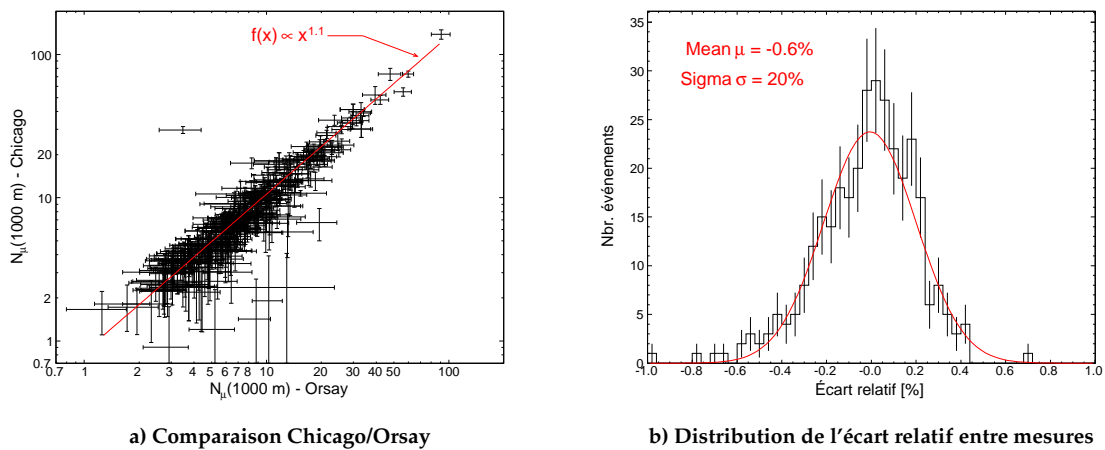 f(x) ∝ x^1.1
100
20
10
2
1
0.7
N_μ(1000 m) - Chicago
0.7 1 2 3 4 5 6 7 8 10 20 30 40 50 100
N_μ(1000 m) - Orsay
a) Comparaison Chicago/Orsay
Mean μ = -0.6%
Sigma σ = 20%
35
30
25
20
15
10
5
0
Nbr. événements
-1.0 -0.8 -0.6 -0.4 -0.2 -0.0 0.2 0.4 0.6 0.8 1.0
Écart relatif [%]
b) Distribution de l’écart relatif entre mesures